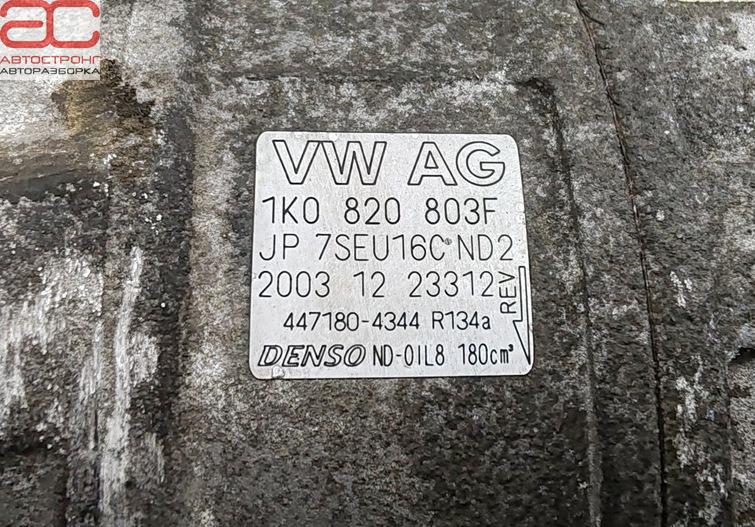 ac
АВТОСТРОНГ
АВТОРАЗБОРКА
VW AG
1K0 820 803F
JP 7SEU16C ND2
2003 12 23312
REV
447180-4344 R134a
DENSO ND-OIL8 180cm³